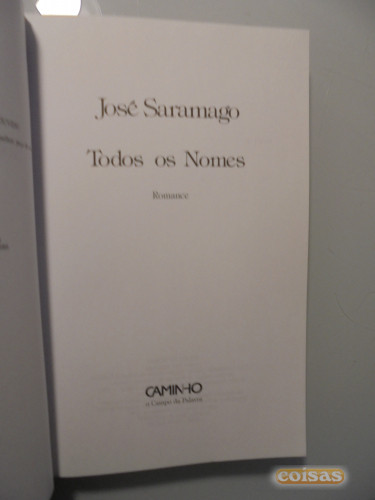 José Saramago
Todos os Nomes
Romance
CAMINHO
o Campo da Palavra
coisas